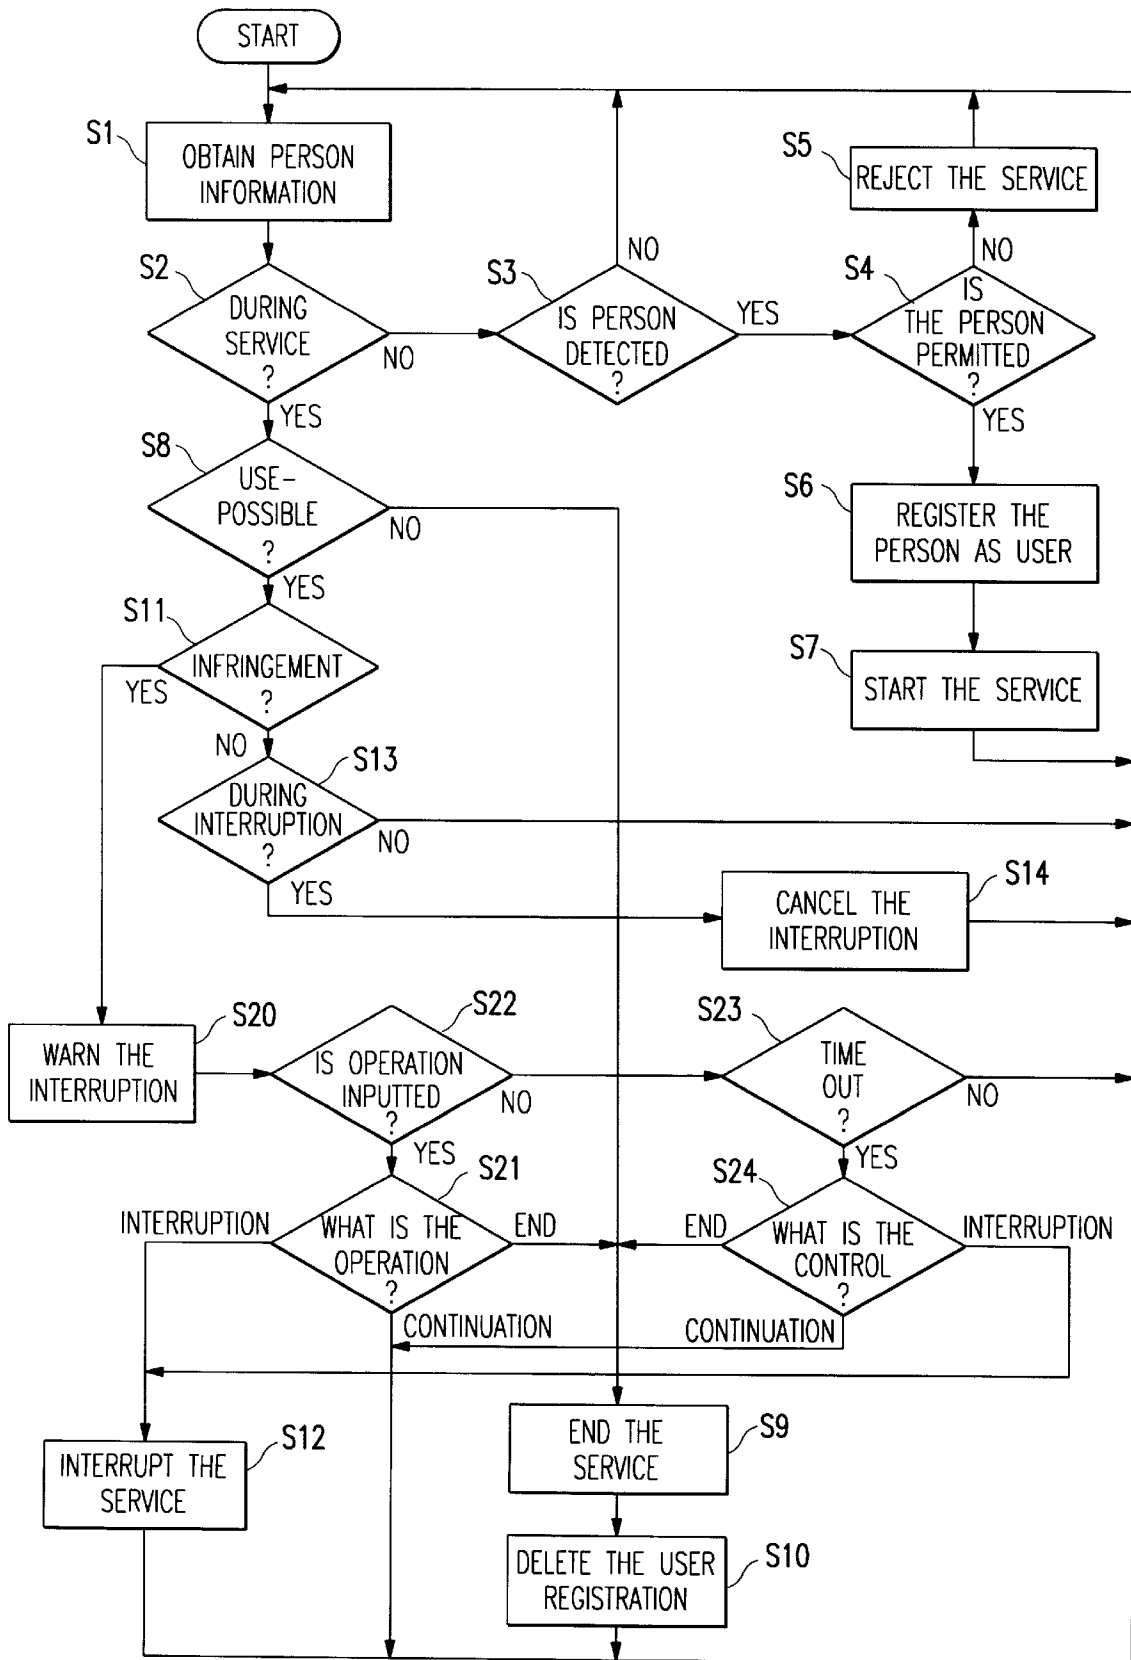 START
S1
OBTAIN PERSON
INFORMATION
S5
REJECT THE SERVICE
NO
NO
S2
DURING
SERVICE
?
NO
S3
IS PERSON
DETECTED
?
YES
S4
IS
THE PERSON
PERMITTED
?
YES
YES
S8
USE-
POSSIBLE
?
NO
YES
S6
REGISTER THE
PERSON AS USER
S11
INFRINGEMENT
?
YES
NO
S7
START THE SERVICE
S13
DURING
INTERRUPTION
?
NO
YES
S14
CANCEL THE
INTERRUPTION
S20
WARN THE
INTERRUPTION
S22
IS OPERATION
INPUTTED
?
NO
YES
S23
TIME
OUT
?
NO
YES
S21
WHAT IS THE
OPERATION
?
INTERRUPTION
END
CONTINUATION
S24
WHAT IS THE
CONTROL
?
END
INTERRUPTION
CONTINUATION
S12
INTERRUPT THE
SERVICE
S9
END THE
SERVICE
S10
DELETE THE USER
REGISTRATION